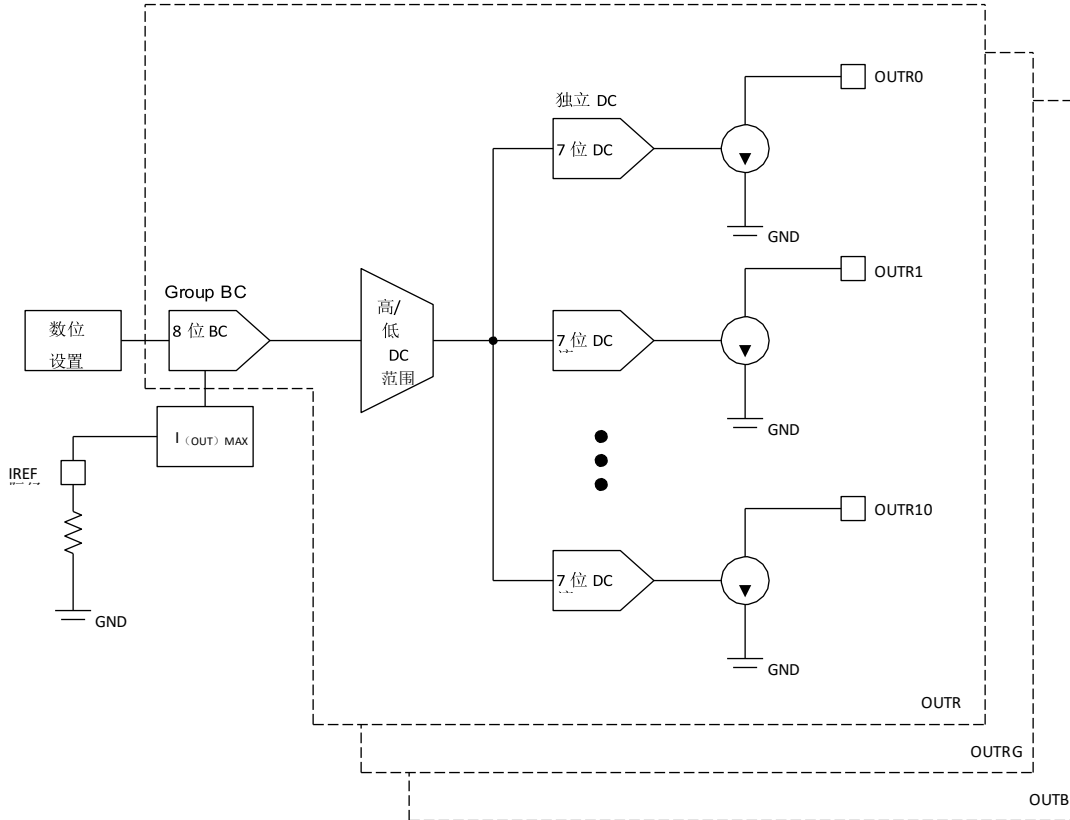 OUTR0
独立 DC
7 位 DC
GND
OUTR1
Group BC
数位
设置
8 位 BC
高/
低
DC
范围
7 位 DC
GND
I（OUT）MAX
IREF
OUTR10
7 位 DC
GND
GND
OUTR
OUTRG
OUTB